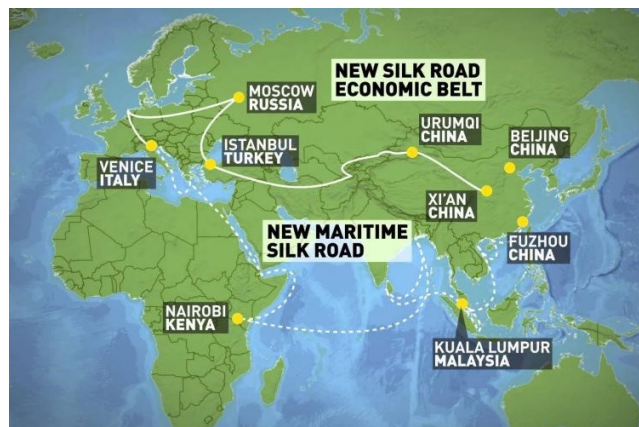 NEW SILK ROAD
ECONOMIC BELT
MOSCOW
RUSSIA
URUMQI
CHINA
BEIJING
CHINA
ISTANBUL
TURKEY
VENICE
ITALY
XI'AN
CHINA
NEW MARITIME
SILK ROAD
FUZHOU
CHINA
NAIROBI
KENYA
KUALA LUMPUR
MALAYSIA